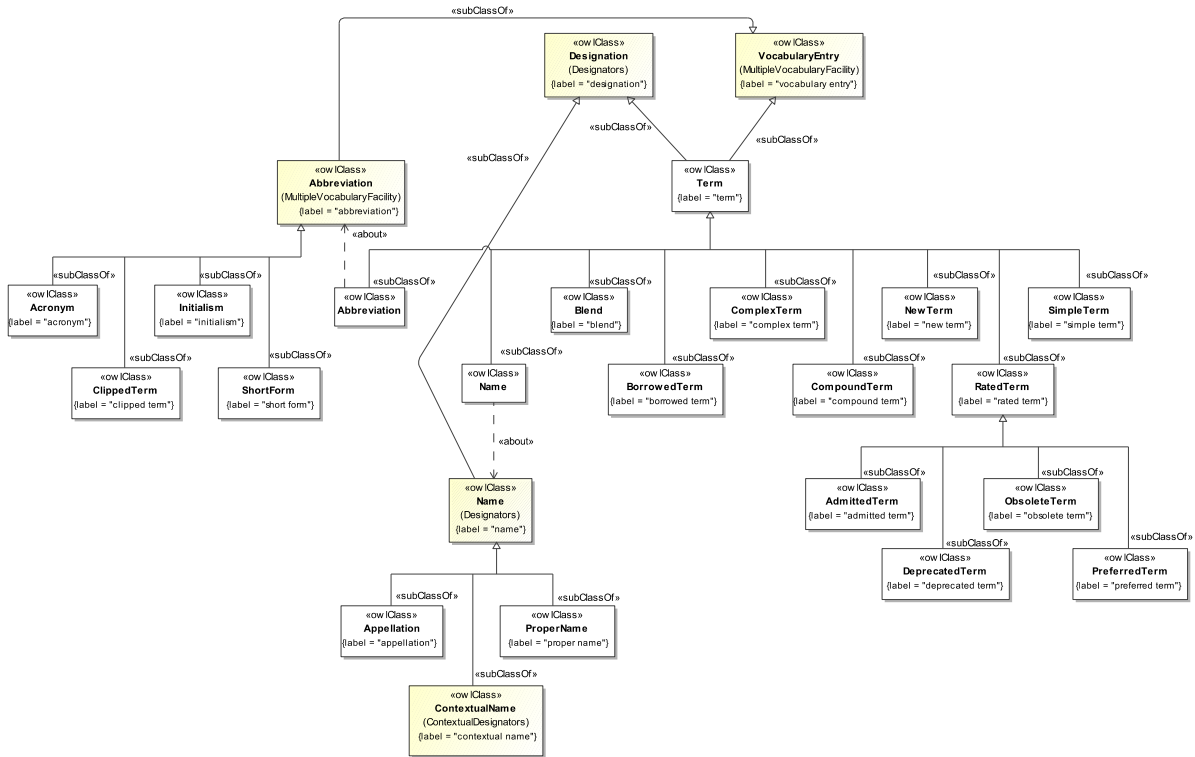 «subClassOf»
«owlClass»
Designation
(Designators)
{label = "designation"}
«owlClass»
VocabularyEntry
(MultipleVocabularyFacility)
{label = "vocabulary entry"}
«subClassOf»
«subClassOf»
«subClassOf»
«owlClass»
Abbreviation
(MultipleVocabularyFacility)
{label = "abbreviation"}
«owlClass»
Term
{label = "term"}
«about»
«subClassOf»
«subClassOf»
«subClassOf»
«subClassOf»
«subClassOf»
«subClassOf»
«subClassOf»
«owlClass»
Acronym
{label = "acronym"}
«owlClass»
Initialism
{label = "initialism"}
«owlClass»
Abbreviation
«owlClass»
Blend
{label = "blend"}
«owlClass»
ComplexTerm
{label = "complex term"}
«owlClass»
NewTerm
{label = "new term"}
«owlClass»
SimpleTerm
{label = "simple term"}
«subClassOf»
«subClassOf»
«subClassOf»
«subClassOf»
«subClassOf»
«subClassOf»
«owlClass»
ClippedTerm
{label = "clipped term"}
«owlClass»
ShortForm
{label = "short form"}
«owlClass»
Name
«owlClass»
BorrowedTerm
{label = "borrowed term"}
«owlClass»
CompoundTerm
{label = "compound term"}
«owlClass»
RatedTerm
{label = "rated term"}
«about»
«subClassOf»
«subClassOf»
«owlClass»
Name
(Designators)
{label = "name"}
«owlClass»
AdmittedTerm
{label = "admitted term"}
«owlClass»
ObsoleteTerm
{label = "obsolete term"}
«subClassOf»
«subClassOf»
«owlClass»
DeprecatedTerm
{label = "deprecated term"}
«owlClass»
PreferredTerm
{label = "preferred term"}
«subClassOf»
«subClassOf»
«owlClass»
Appellation
{label = "appellation"}
«owlClass»
ProperName
{label = "proper name"}
«subClassOf»
«owlClass»
ContextualName
(ContextualDesignators)
{label = "contextual name"}